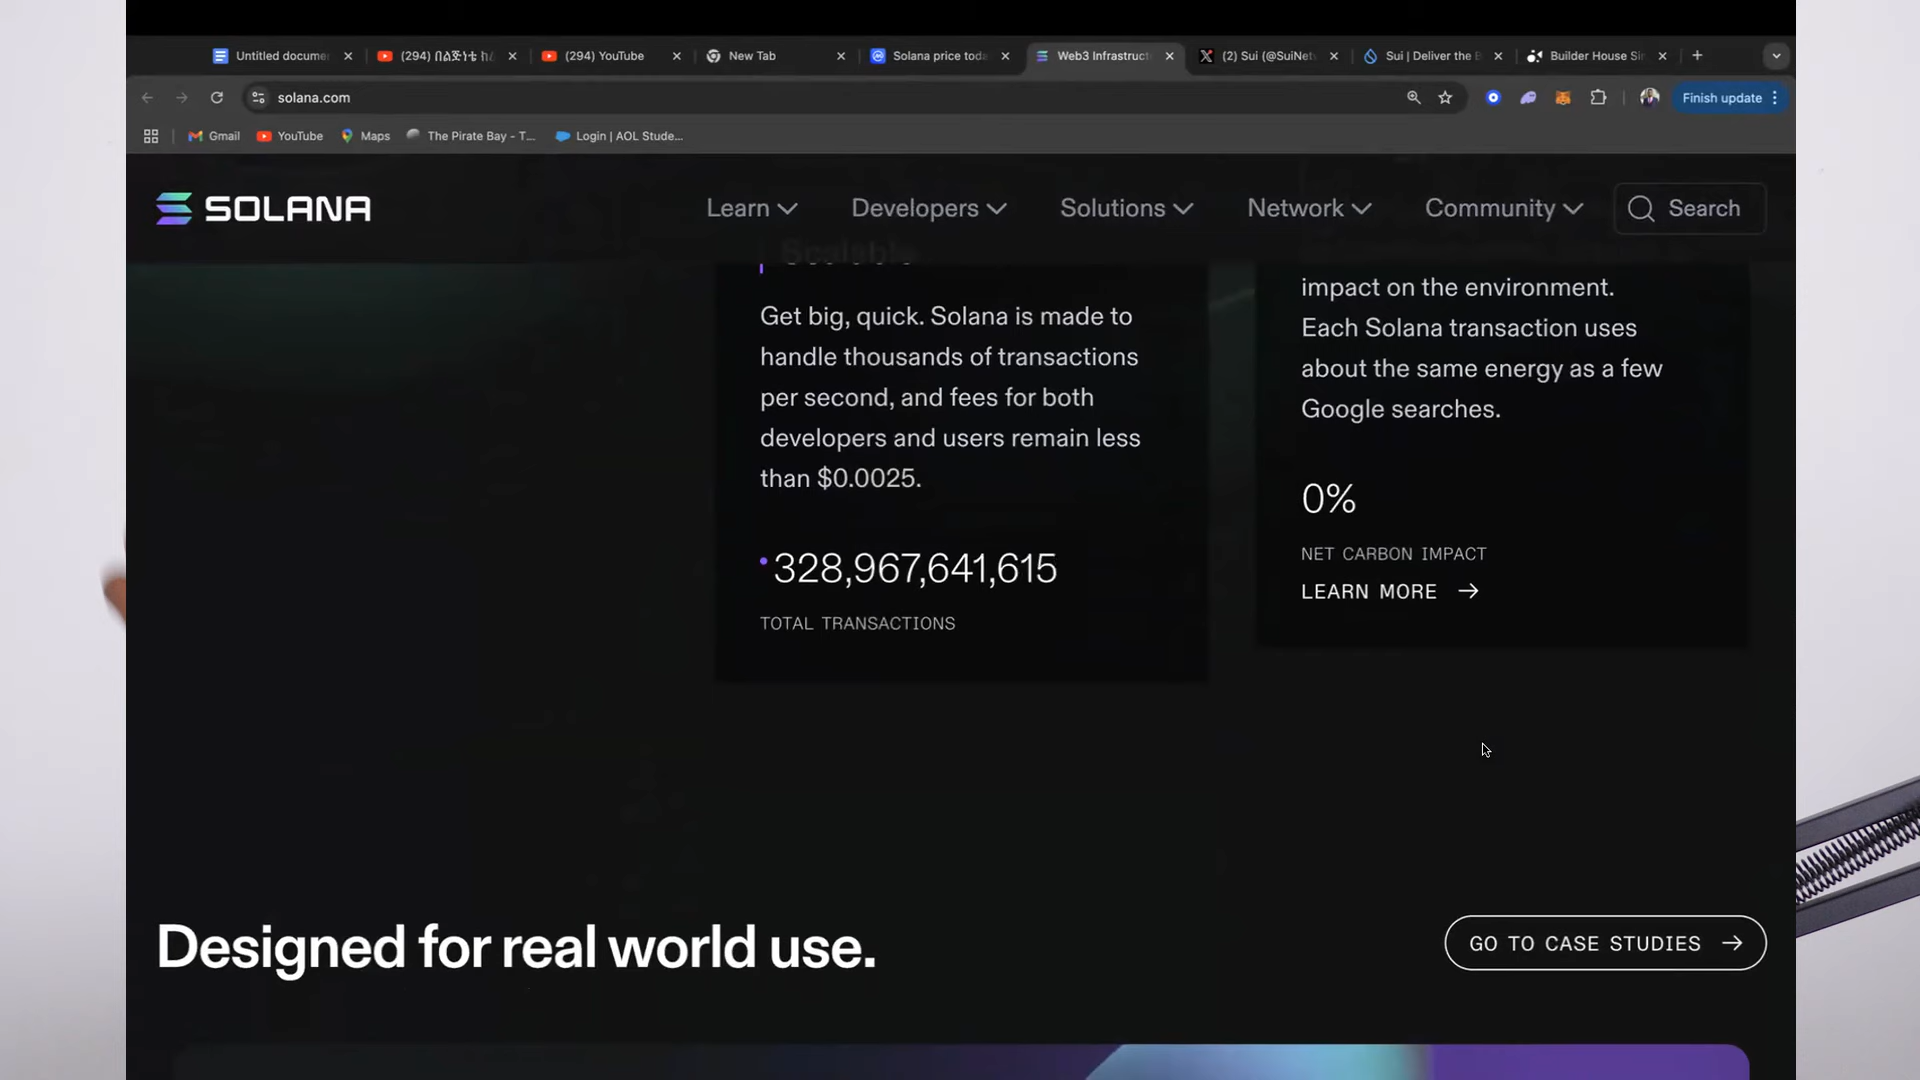 Untitled docume
(294) በልጅነቴ ከ
(294) YouTube
New Tab
Solana price toda
Web3 Infrastruct
(2) Sui (@SuiNet
Sui | Deliver the B
Builder House Sin
solana.com
Finish update
Gmail
YouTube
Maps
The Pirate Bay - T...
Login | AOL Stude...
SOLANA
Learn
Developers
Solutions
Network
Community
Search
Scalable
Get big, quick. Solana is made to
handle thousands of transactions
per second, and fees for both
developers and users remain less
than $0.0025.
328,967,641,615
TOTAL TRANSACTIONS
impact on the environment.
Each Solana transaction uses
about the same energy as a few
Google searches.
0%
NET CARBON IMPACT
LEARN MORE
Designed for real world use.
GO TO CASE STUDIES